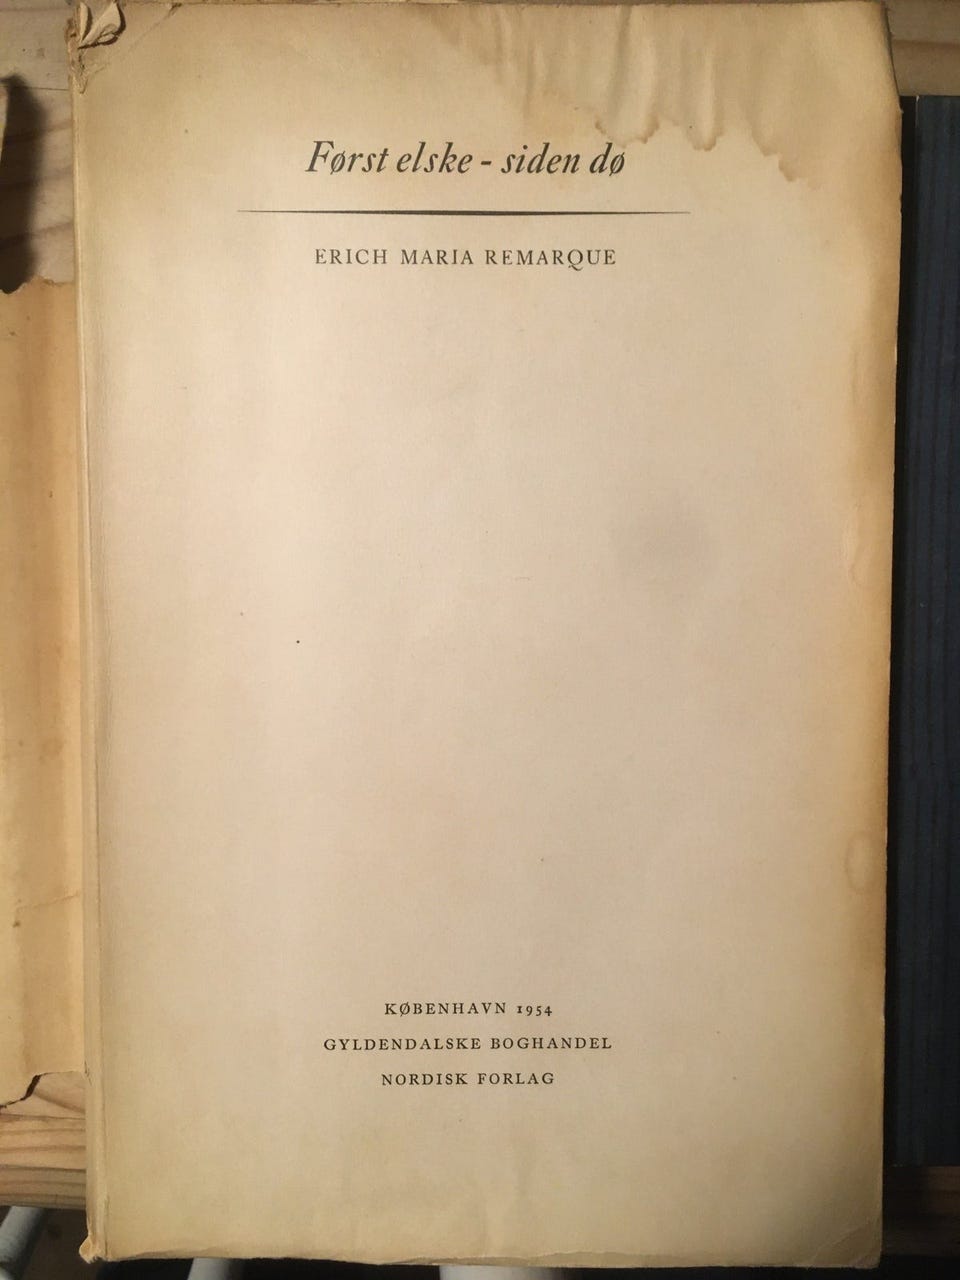 Først elske - siden dø
ERICH MARIA REMARQUE
KØBENHAVN 1954
GYLDENDALSKE BOGHANDEL
NORDISK FORLAG